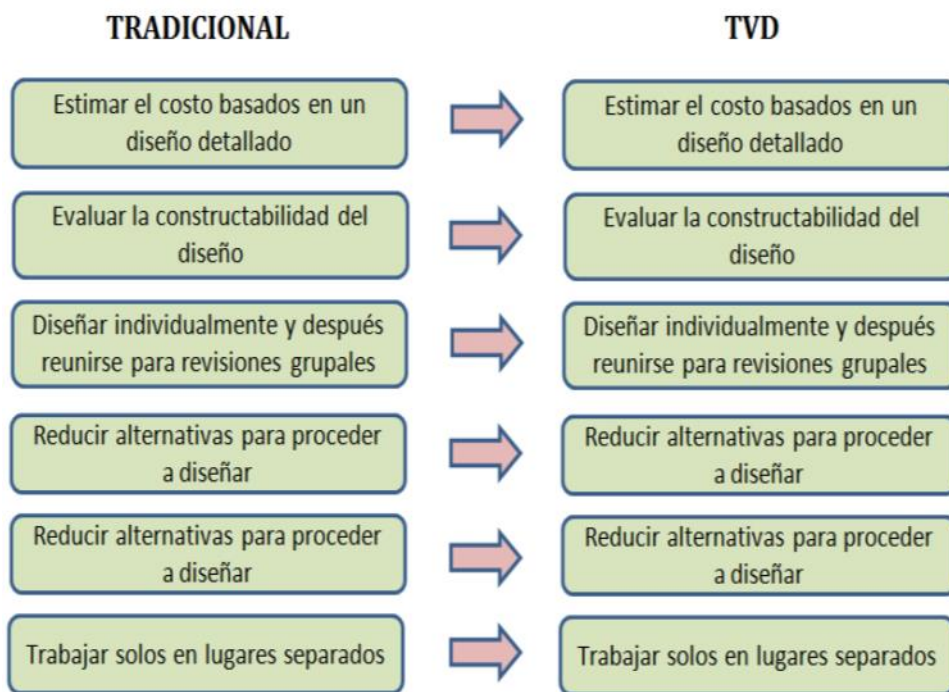 TRADICIONAL
TVD
Estimar el costo basados en un
diseño detallado
Estimar el costo basados en un
diseño detallado
Evaluar la constructabilidad del
diseño
Evaluar la constructabilidad del
diseño
Diseñar individualmente y después
reunirse para revisiones grupales
Diseñar individualmente y después
reunirse para revisiones grupales
Reducir alternativas para proceder
a diseñar
Reducir alternativas para proceder
a diseñar
Reducir alternativas para proceder
a diseñar
Reducir alternativas para proceder
a diseñar
Trabajar solos en lugares separados
Trabajar solos en lugares separados